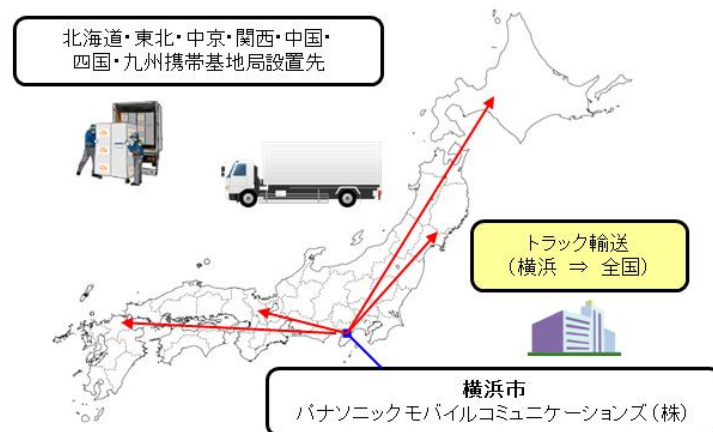 北海道・東北・中京・関西・中国・
四国・九州携帯基地局設置先
トラック輸送
(横浜 ⇒ 全国)
横浜市
パナソニックモバイルコミュニケーションズ(株)